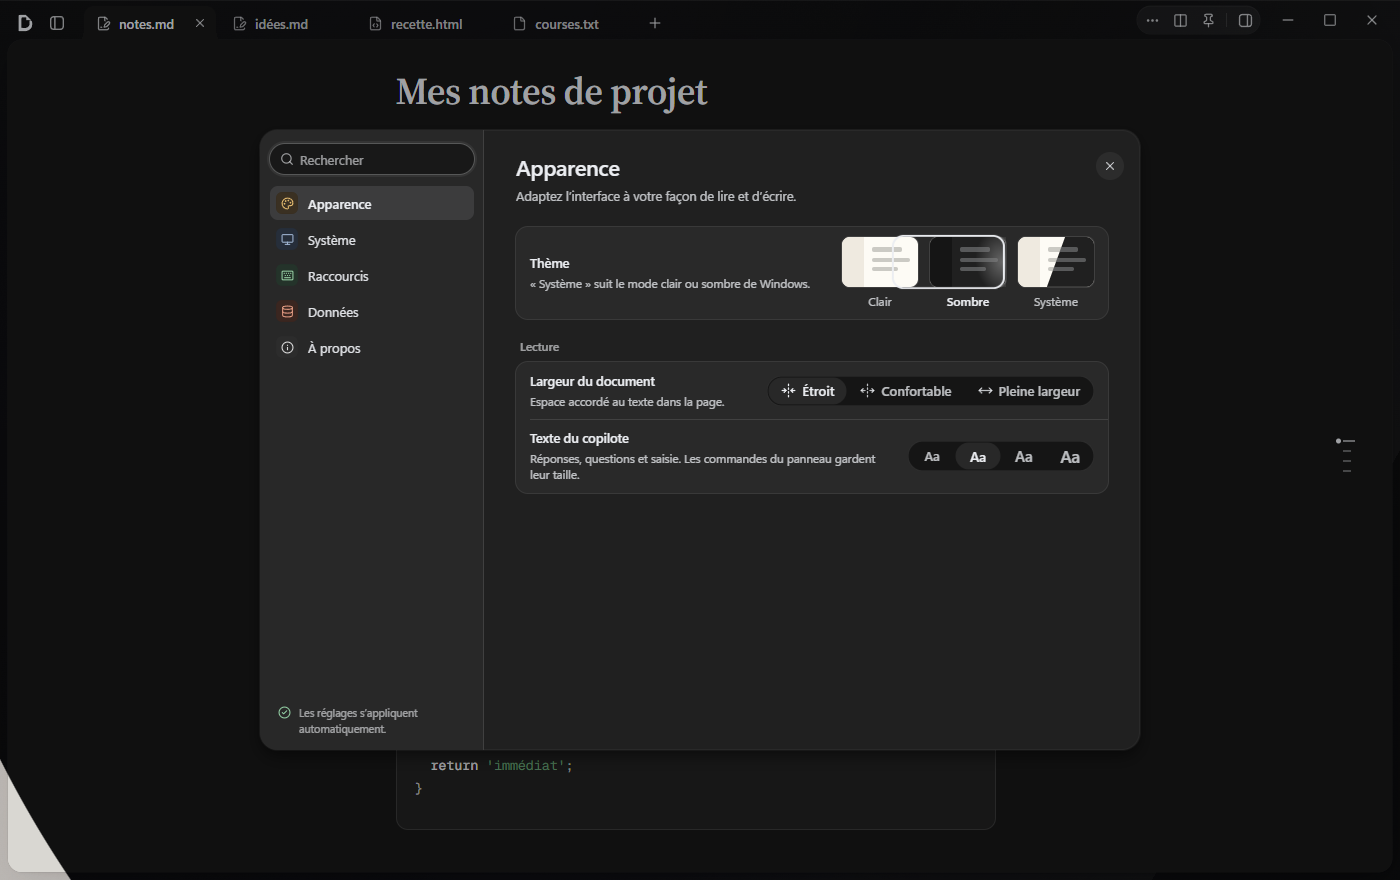 notes.md
idées.md
recette.html
courses.txt
Mes notes de projet
Rechercher
Apparence
Système
Raccourcis
Données
À propos
Les réglages s'appliquent
automatiquement.
Apparence
Adaptez l'interface à votre façon de lire et d'écrire.
Thème
« Système » suit le mode clair ou sombre de Windows.
Clair
Sombre
Système
Lecture
Largeur du document
Espace accordé au texte dans la page.
Étroit
Confortable
Pleine largeur
Texte du copilote
Réponses, questions et saisie. Les commandes du panneau gardent
leur taille.
Aa
Aa
Aa
Aa
return 'immédiat';
}